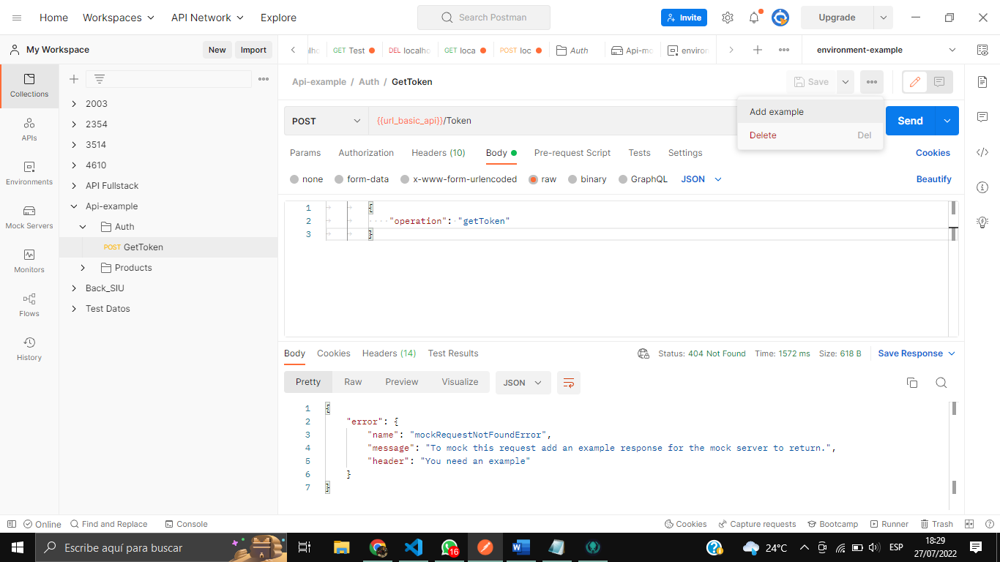 Home Workspaces API Network Explore Search Postman Invite Upgrade
My Workspace New Import GET Test DEL localho GET loca POST loc Auth Api-mo environ environment-example
Collections
APIs
Environments
Mock Servers
Monitors
Flows
History
2003
2354
3514
4610
API Fullstack
Api-example
Auth
POST GetToken
Products
Back_SIU
Test Datos
Api-example / Auth / GetToken Save
Add example
Delete Del
POST {{url_basic_api}}/Token Send
Params Authorization Headers (10) Body Pre-request Script Tests Settings Cookies
none form-data x-www-form-urlencoded raw binary GraphQL JSON Beautify
1 {
2 "operation": "getToken"
3 }
Body Cookies Headers (14) Test Results Status: 404 Not Found Time: 1572 ms Size: 618 B Save Response
Pretty Raw Preview Visualize JSON
1 {
2 "error": {
3 "name": "mockRequestNotFoundError",
4 "message": "To mock this request add an example response for the mock server to return.",
5 "header": "You need an example"
6 }
7 }
Online Find and Replace Console Cookies Capture requests Bootcamp Runner Trash
Escribe aquí para buscar 16 24°C ESP 18:29
27/07/2022